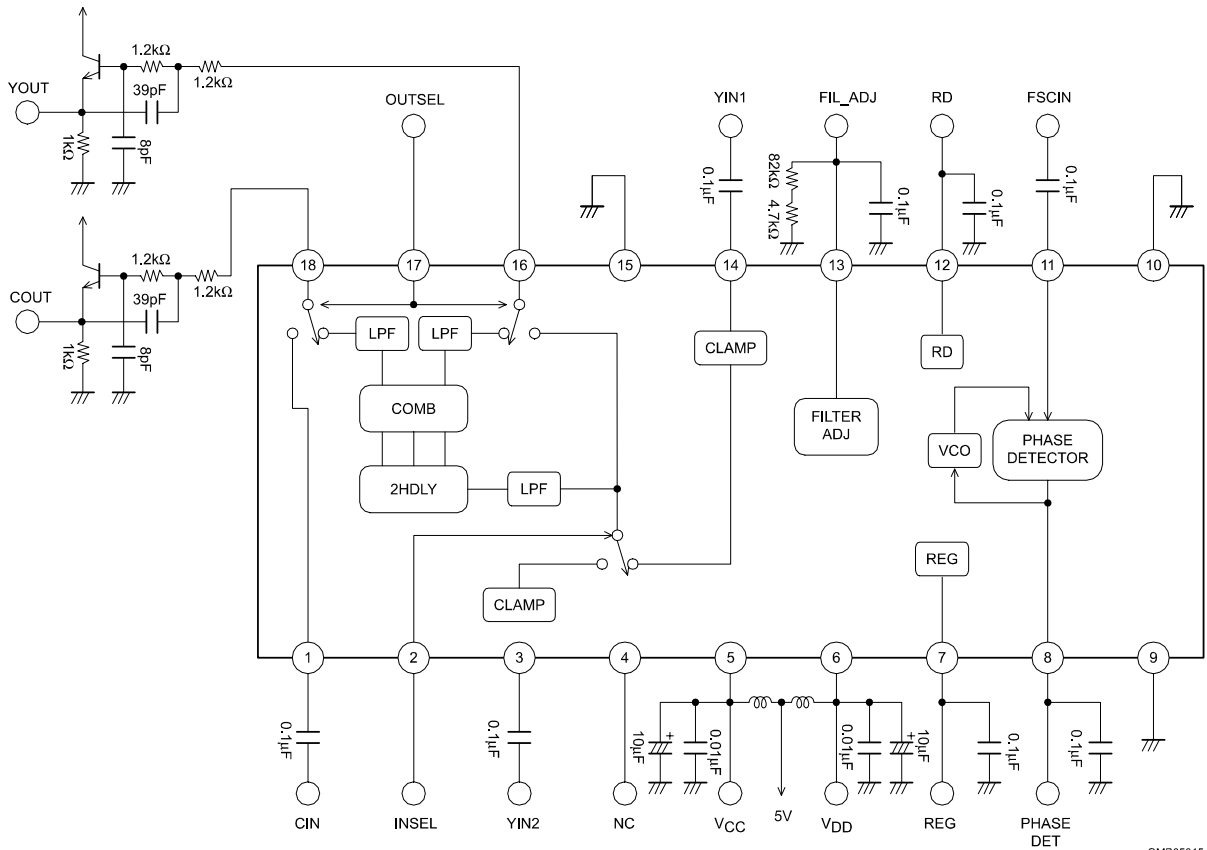 1.2kΩ
1.2kΩ
YOUT
39pF
1kΩ
8pF
OUTSEL
YIN1
FIL_ADJ
RD
FSCIN
0.1µF
82kΩ
4.7kΩ
0.1µF
0.1µF
0.1µF
1.2kΩ
1.2kΩ
COUT
39pF
1kΩ
8pF
18
17
16
15
14
13
12
11
10
LPF
LPF
CLAMP
RD
COMB
FILTER
ADJ
VCO
PHASE
DETECTOR
2HDLY
LPF
REG
CLAMP
1
2
3
4
5
6
7
8
9
0.1µF
0.1µF
10µF
+
0.01µF
0.01µF
+
10µF
0.1µF
0.1µF
CIN
INSEL
YIN2
NC
VCC
5V
VDD
REG
PHASE
DET